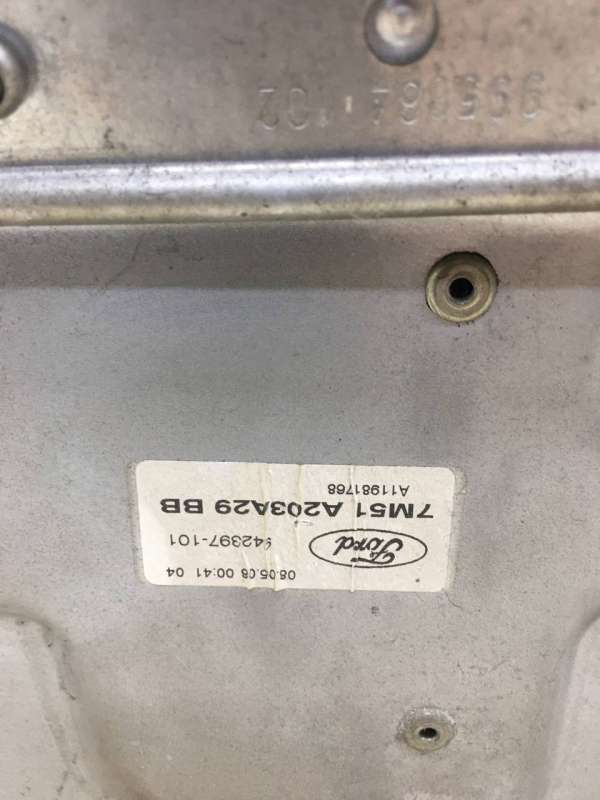 08.05.08 00:41 04
Ford 942397-101
7M51 A203A29 BB
A11981768